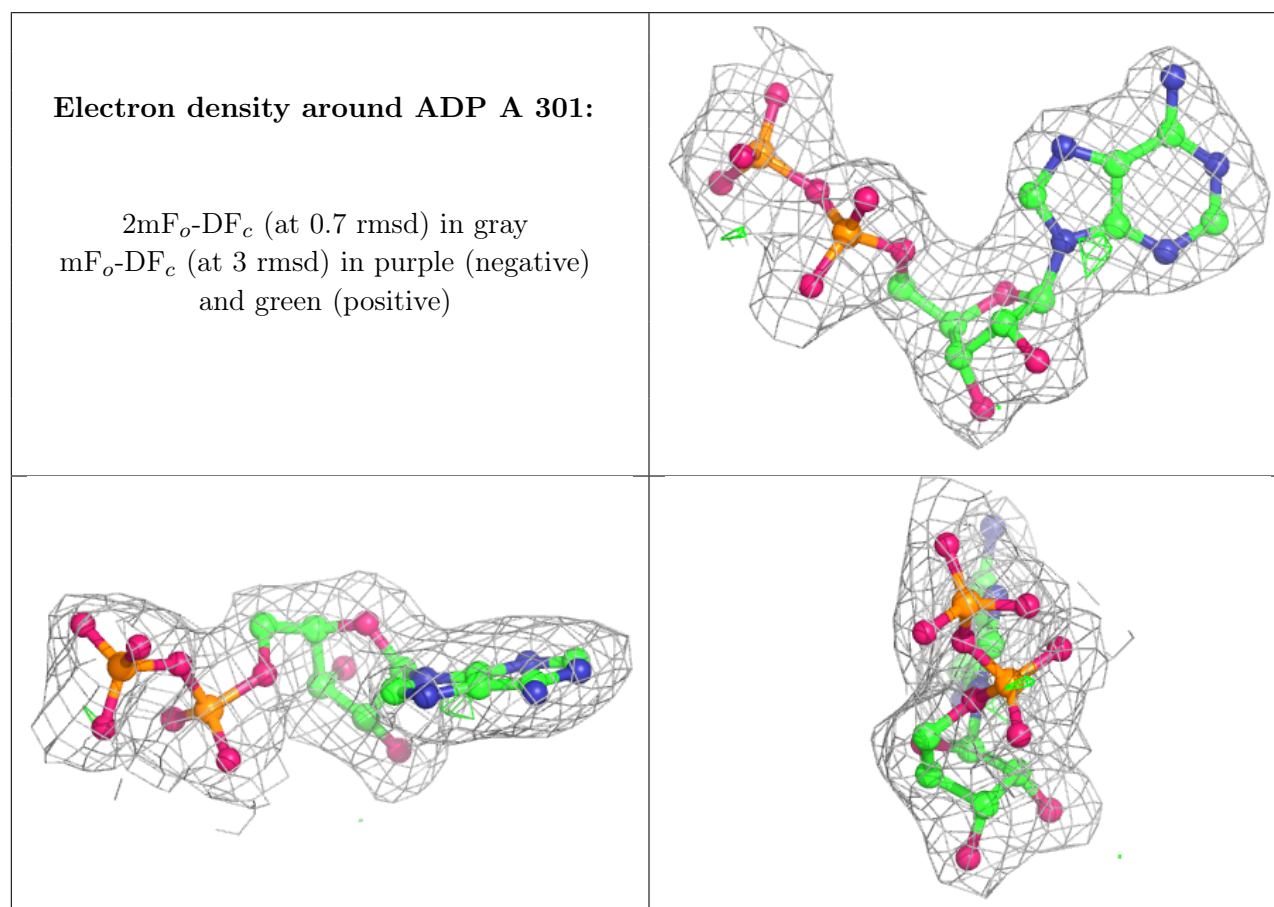 Electron density around ADP A 301:
2mFo-DFc (at 0.7 rmsd) in gray
mFo-DFc (at 3 rmsd) in purple (negative)
and green (positive)